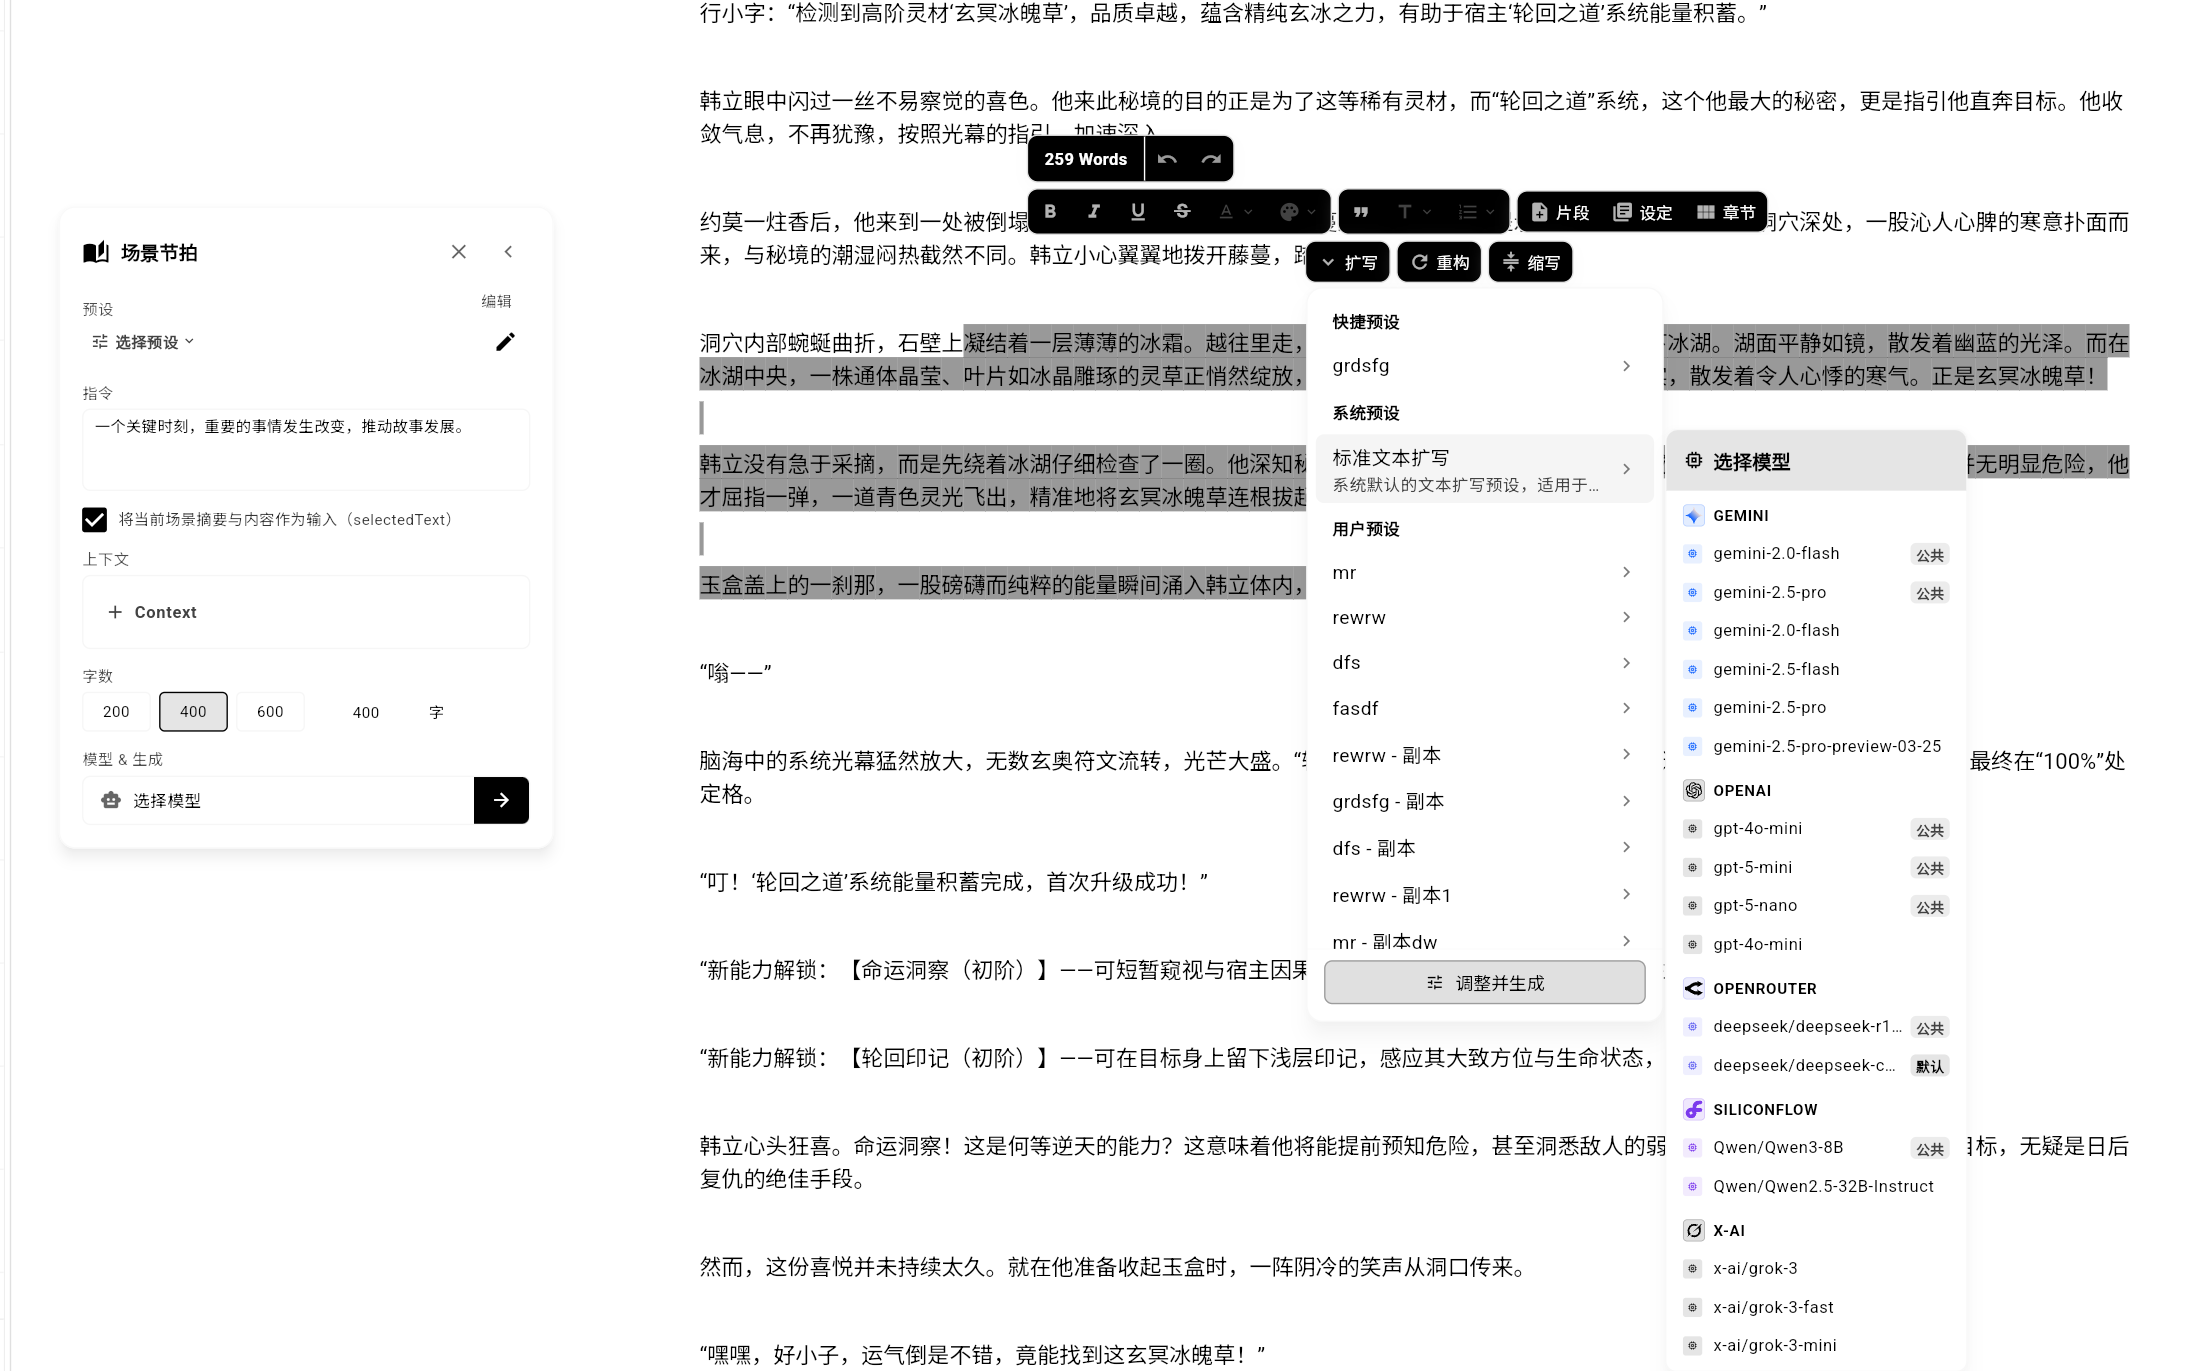 行小字：“检测到高阶灵材‘玄冥冰魄草’，品质卓越，蕴含精纯玄冰之力，有助于宿主‘轮回之道’系统能量积蓄。”
韩立眼中闪过一丝不易察觉的喜色。他来此秘境的目的正是为了这等稀有灵材，而“轮回之道”系统，这个他最大的秘密，更是指引他直奔目标。他收
敛气息，不再犹豫，按照光幕的指引，加速深入
259 Words
约莫一炷香后，他来到一处被倒塌
洞穴深处，一股沁人心脾的寒意扑面而
B I U S A T 片段 设定 章节
来，与秘境的潮湿闷热截然不同。韩立小心翼翼地拨开藤蔓，踏
扩写 重构 缩写
洞穴内部蜿蜒曲折，石壁上凝结着一层薄薄的冰霜。越往里走，
冰湖。湖面平静如镜，散发着幽蓝的光泽。而在
冰湖中央，一株通体晶莹、叶片如冰晶雕琢的灵草正悄然绽放，
，散发着令人心悸的寒气。正是玄冥冰魄草！
韩立没有急于采摘，而是先绕着冰湖仔细检查了一圈。他深知秘
并无明显危险，他
才屈指一弹，一道青色灵光飞出，精准地将玄冥冰魄草连根拔起
玉盒盖上的一刹那，一股磅礴而纯粹的能量瞬间涌入韩立体内，
“嗡——”
脑海中的系统光幕猛然放大，无数玄奥符文流转，光芒大盛。“轮
最终在“100%”处
定格。
“叮！‘轮回之道’系统能量积蓄完成，首次升级成功！”
“新能力解锁：【命运洞察（初阶）】——可短暂窥视与宿主因果
“新能力解锁：【轮回印记（初阶）】——可在目标身上留下浅层印记，感应其大致方位与生命状态，
韩立心头狂喜。命运洞察！这是何等逆天的能力？这意味着他将能提前预知危险，甚至洞悉敌人的弱
目标，无疑是日后
复仇的绝佳手段。
然而，这份喜悦并未持续太久。就在他准备收起玉盒时，一阵阴冷的笑声从洞口传来。
“嘿嘿，好小子，运气倒是不错，竟能找到这玄冥冰魄草！”
场景节拍
预设
编辑
选择预设
指令
一个关键时刻，重要的事情发生改变，推动故事发展。
将当前场景摘要与内容作为输入（selectedText）
上下文
Context
字数
200 400 600 400 字
模型 & 生成
选择模型
快捷预设
grdsfg
系统预设
标准文本扩写
系统默认的文本扩写预设，适用于…
用户预设
mr
rewrw
dfs
fasdf
rewrw - 副本
grdsfg - 副本
dfs - 副本
rewrw - 副本1
mr - 副本dw
调整并生成
选择模型
GEMINI
gemini-2.0-flash 公共
gemini-2.5-pro 公共
gemini-2.0-flash
gemini-2.5-flash
gemini-2.5-pro
gemini-2.5-pro-preview-03-25
OPENAI
gpt-4o-mini 公共
gpt-5-mini 公共
gpt-5-nano 公共
gpt-4o-mini
OPENROUTER
deepseek/deepseek-r1… 公共
deepseek/deepseek-c… 默认
SILICONFLOW
Qwen/Qwen3-8B 公共
Qwen/Qwen2.5-32B-Instruct
X-AI
x-ai/grok-3
x-ai/grok-3-fast
x-ai/grok-3-mini